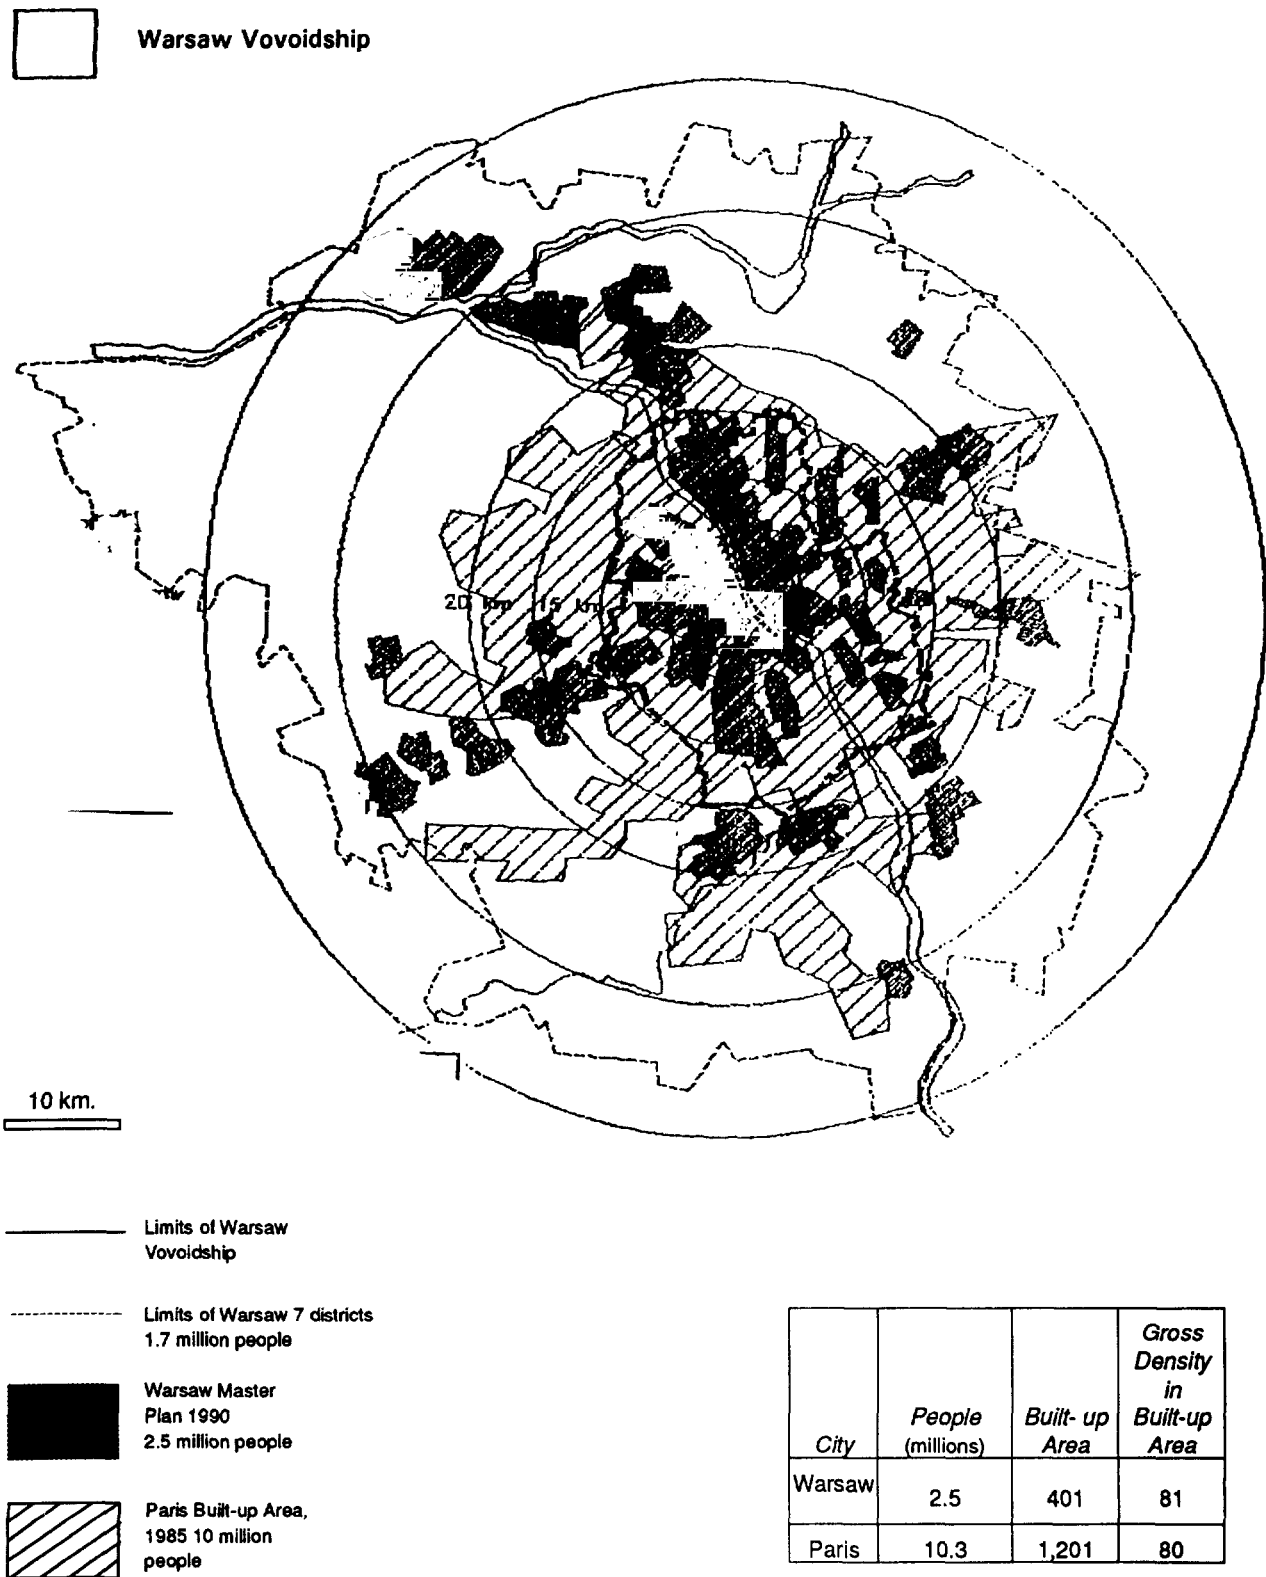 Warsaw Vovoidship
20 km 15 km
10 km.
Limits of Warsaw
Vovoidship
Limits of Warsaw 7 districts
1.7 million people
Warsaw Master
Plan 1990
2.5 million people
Paris Built-up Area,
1985 10 million
people
Gross
Density
in
People Built- up Built-up
City (millions) Area Area
Warsaw 2.5 401 81
Paris 10.3 1,201 80